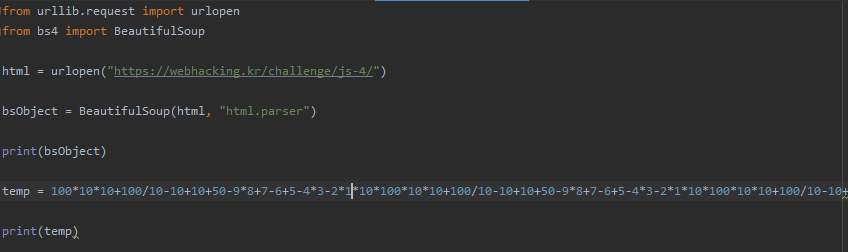 from urllib.request import urlopen
from bs4 import BeautifulSoup
html = urlopen("https://webhacking.kr/challenge/js-4/")
bsObject = BeautifulSoup(html, "html.parser")
print(bsObject)
temp = 100*10*10+100/10-10+10+50-9*8+7-6+5-4*3-2*1*10*100*10*10+100/10-10+10+50-9*8+7-6+5-4*3-2*1*10*100*10*10+100/10-10+
print(temp)